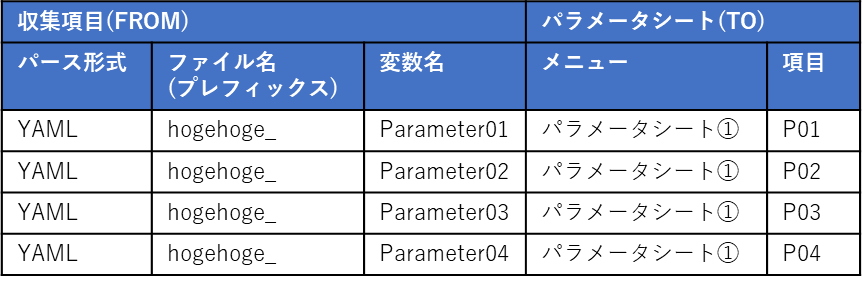 収集項目(FROM) パラメータシート(TO)
パース形式 ファイル名 変数名 メニュー 項目
(プレフィックス)
YAML hogehoge_ Parameter01 パラメータシート① P01
YAML hogehoge_ Parameter02 パラメータシート① P02
YAML hogehoge_ Parameter03 パラメータシート① P03
YAML hogehoge_ Parameter04 パラメータシート① P04